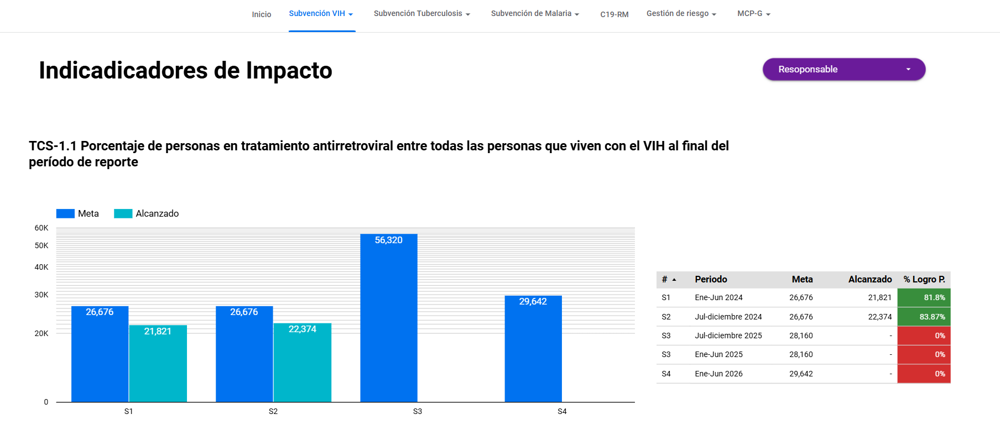 Inicio Subvención VIH Subvención Tuberculosis Subvención de Malaria C19-RM Gestión de riesgo MCP-G
Indicadicadores de Impacto
Resoponsable
TCS-1.1 Porcentaje de personas en tratamiento antirretroviral entre todas las personas que viven con el VIH al final del
período de reporte
Meta Alcanzado
60K
50K
40K
30K
20K
0
26,676
21,821
26,676
22,374
56,320
29,642
S1 S2 S3 S4
# Periodo Meta Alcanzado % Logro P.
S1 Ene-Jun 2024 26,676 21,821 81.8%
S2 Jul-diciembre 2024 26,676 22,374 83.87%
S3 Jul-diciembre 2025 28,160 - 0%
S3 Ene-Jun 2025 28,160 - 0%
S4 Ene-Jun 2026 29,642 - 0%